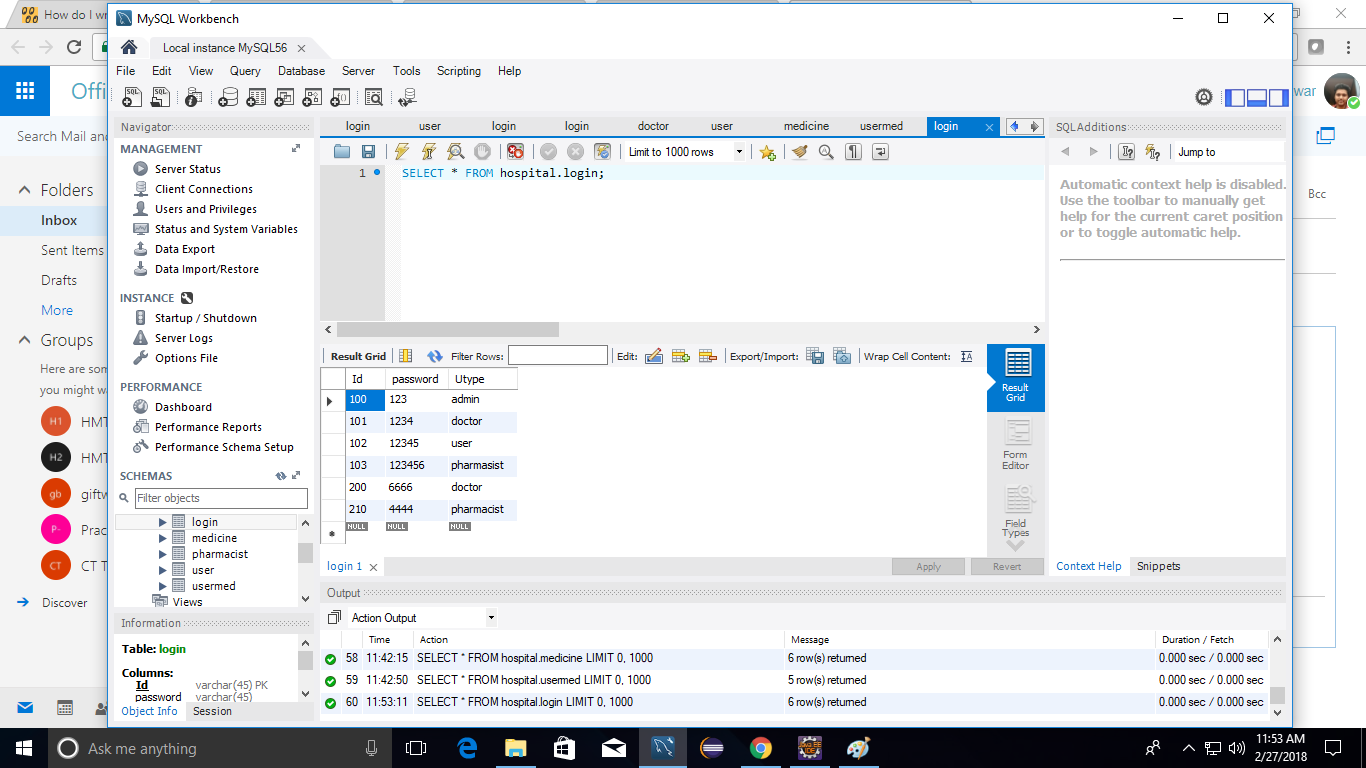 How do I wr
MySQL Workbench
Local instance MySQL56
File Edit View Query Database Server Tools Scripting Help
Offi
war
Search Mail and
Folders
Inbox
Sent Items
Drafts
More
Groups
Here are som
you might wa
H1 HMT
H2 HMT
gb giftw
P- Prac
CT CT T
Discover
Navigator
MANAGEMENT
Server Status
Client Connections
Users and Privileges
Status and System Variables
Data Export
Data Import/Restore
INSTANCE
Startup / Shutdown
Server Logs
Options File
PERFORMANCE
Dashboard
Performance Reports
Performance Schema Setup
SCHEMAS
Filter objects
login
medicine
pharmacist
user
usermed
Views
Information
Table: login
Columns:
Id varchar(45) PK
password varchar(45)
Object Info Session
login user login login doctor user medicine usermed login
Limit to 1000 rows
1 SELECT * FROM hospital.login;
Result Grid Filter Rows: Edit: Export/Import: Wrap Cell Content:
Id password Utype
100 123 admin
101 1234 doctor
102 12345 user
103 123456 pharmasist
200 6666 doctor
210 4444 pharmacist
NULL NULL NULL
Result
Grid
Form
Editor
Field
Types
login 1 Apply Revert
Output
Action Output
Time Action Message Duration / Fetch
58 11:42:15 SELECT * FROM hospital.medicine LIMIT 0, 1000 6 row(s) returned 0.000 sec / 0.000 sec
59 11:42:50 SELECT * FROM hospital.usermed LIMIT 0, 1000 5 row(s) returned 0.000 sec / 0.000 sec
60 11:53:11 SELECT * FROM hospital.login LIMIT 0, 1000 6 row(s) returned 0.000 sec / 0.000 sec
SQLAdditions
Jump to
Automatic context help is disabled.
Use the toolbar to manually get
help for the current caret position
or to toggle automatic help.
Context Help Snippets
Bcc
Ask me anything
11:53 AM
2/27/2018